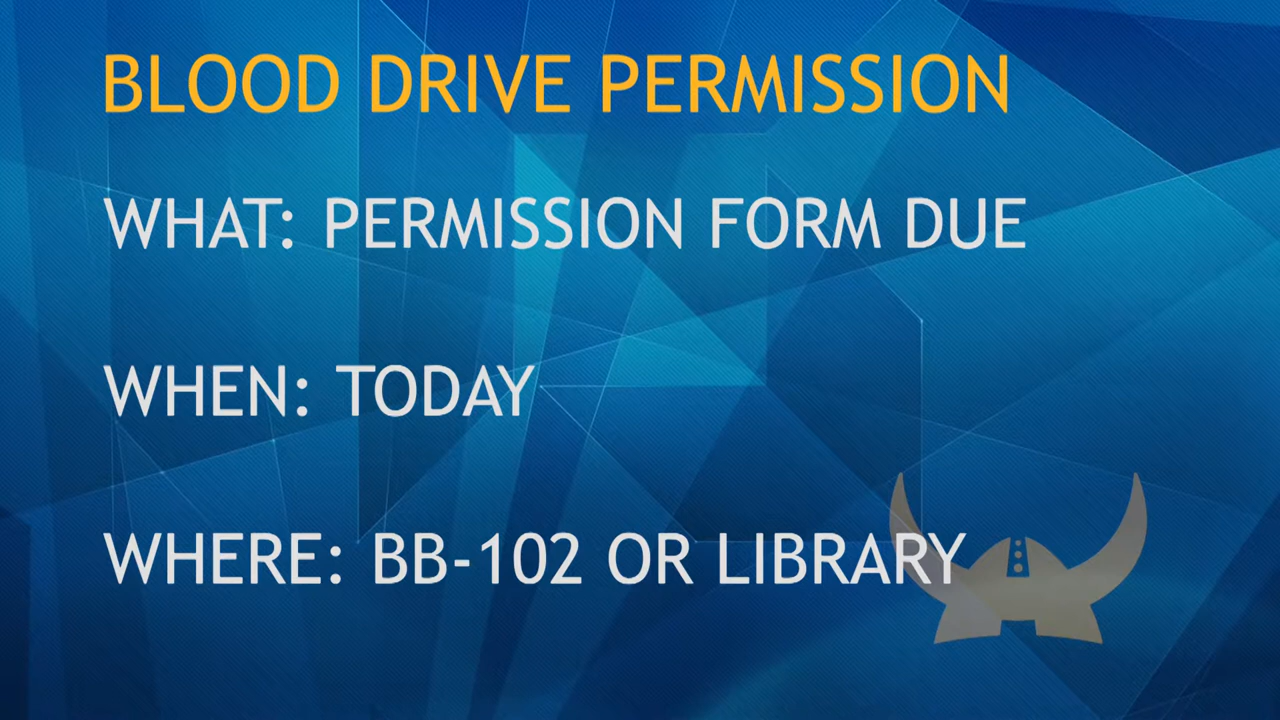 BLOOD DRIVE PERMISSION
WHAT: PERMISSION FORM DUE
WHEN: TODAY
WHERE: BB-102 OR LIBRARY